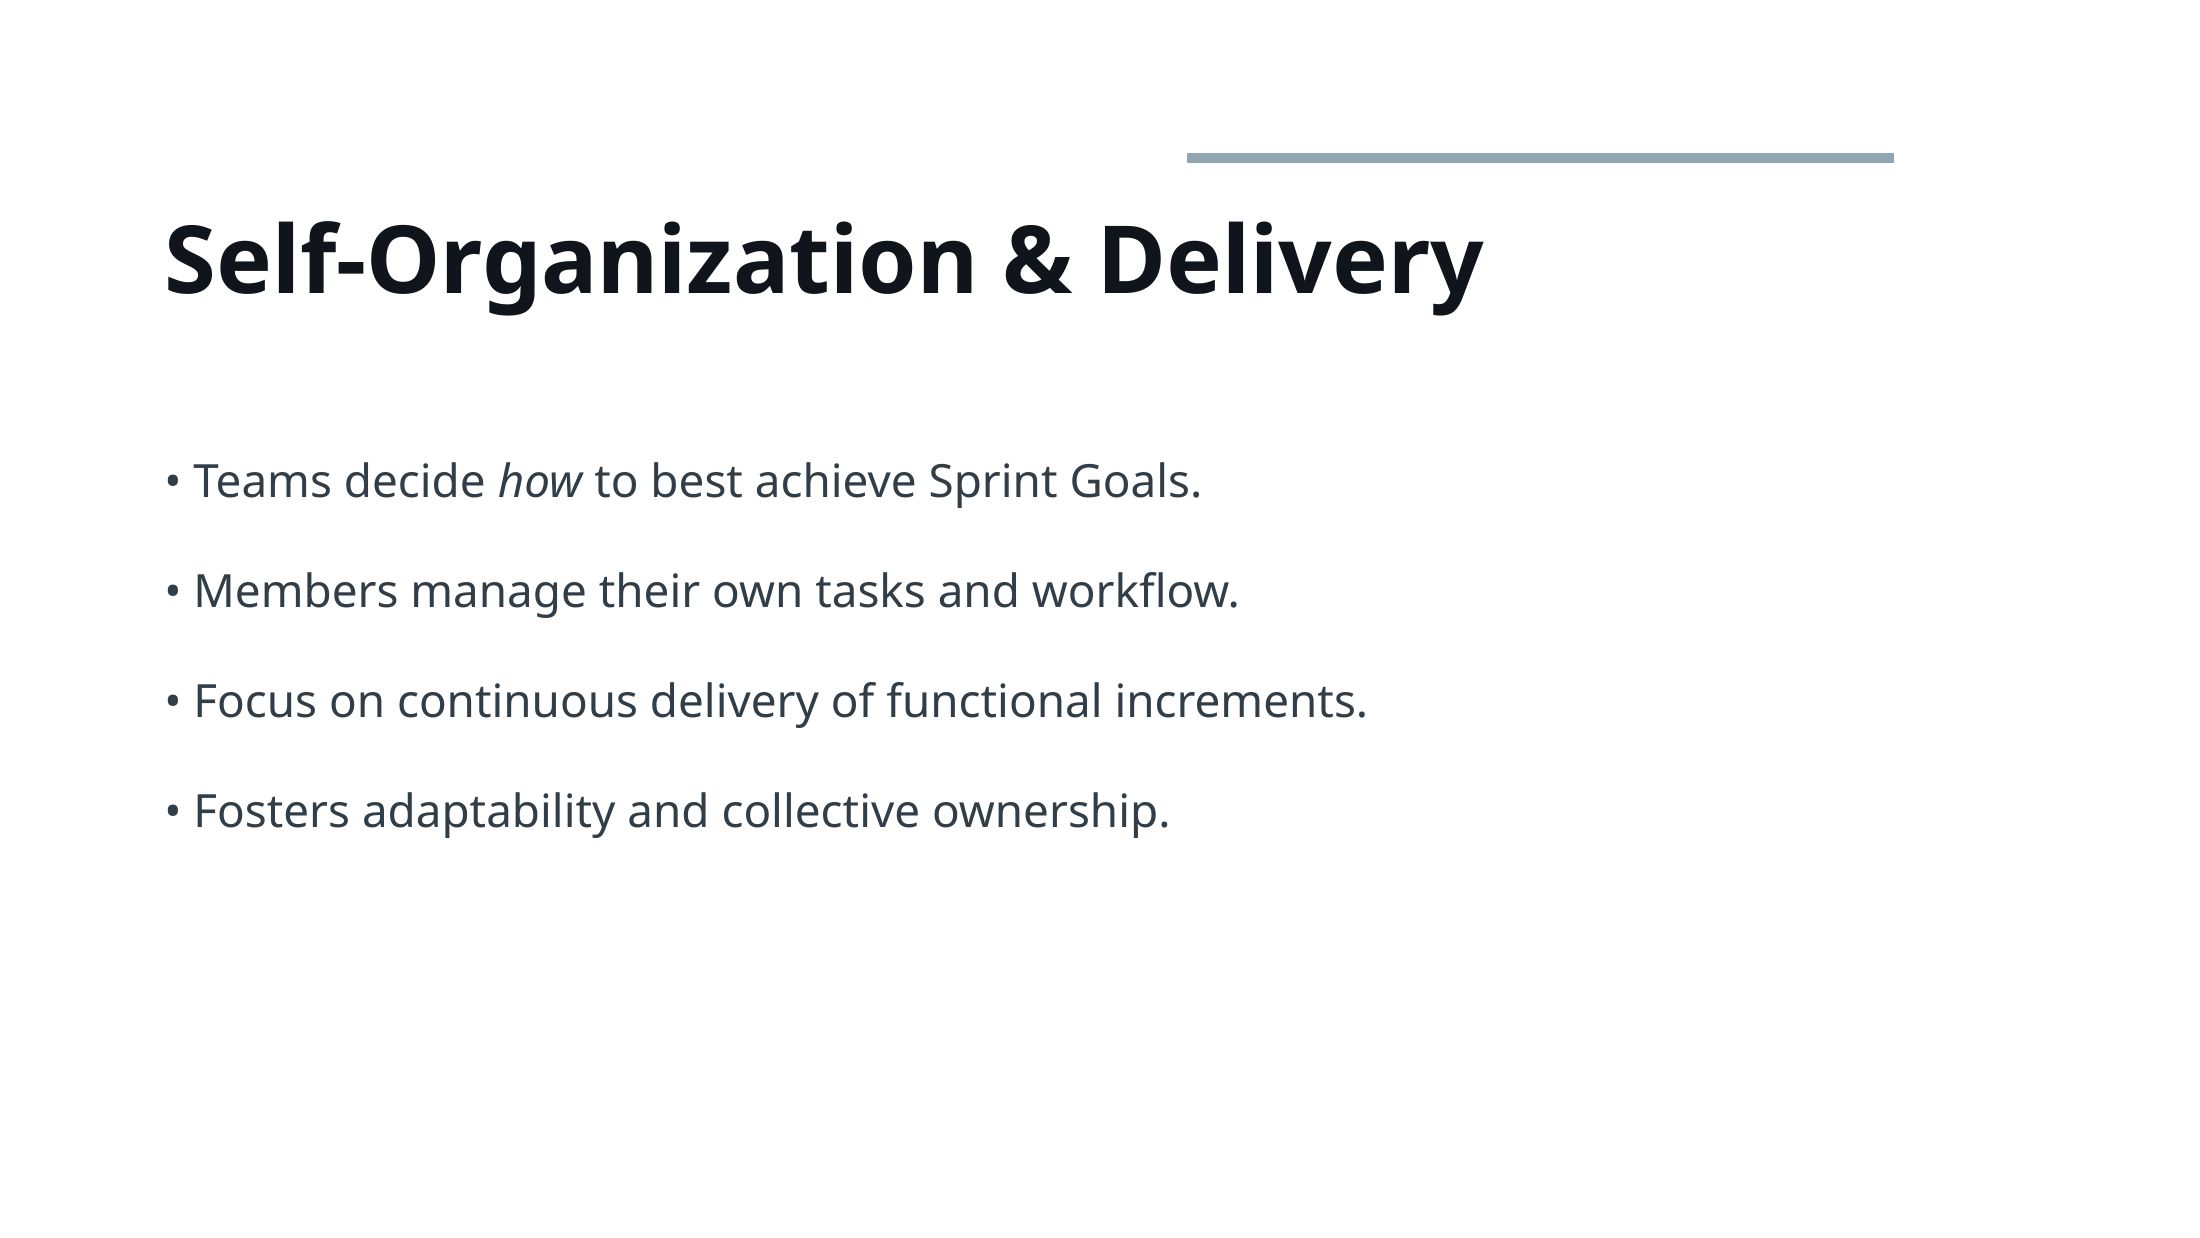 Self-Organization & Delivery
• Teams decide how to best achieve Sprint Goals.
• Members manage their own tasks and workflow.
• Focus on continuous delivery of functional increments.
• Fosters adaptability and collective ownership.